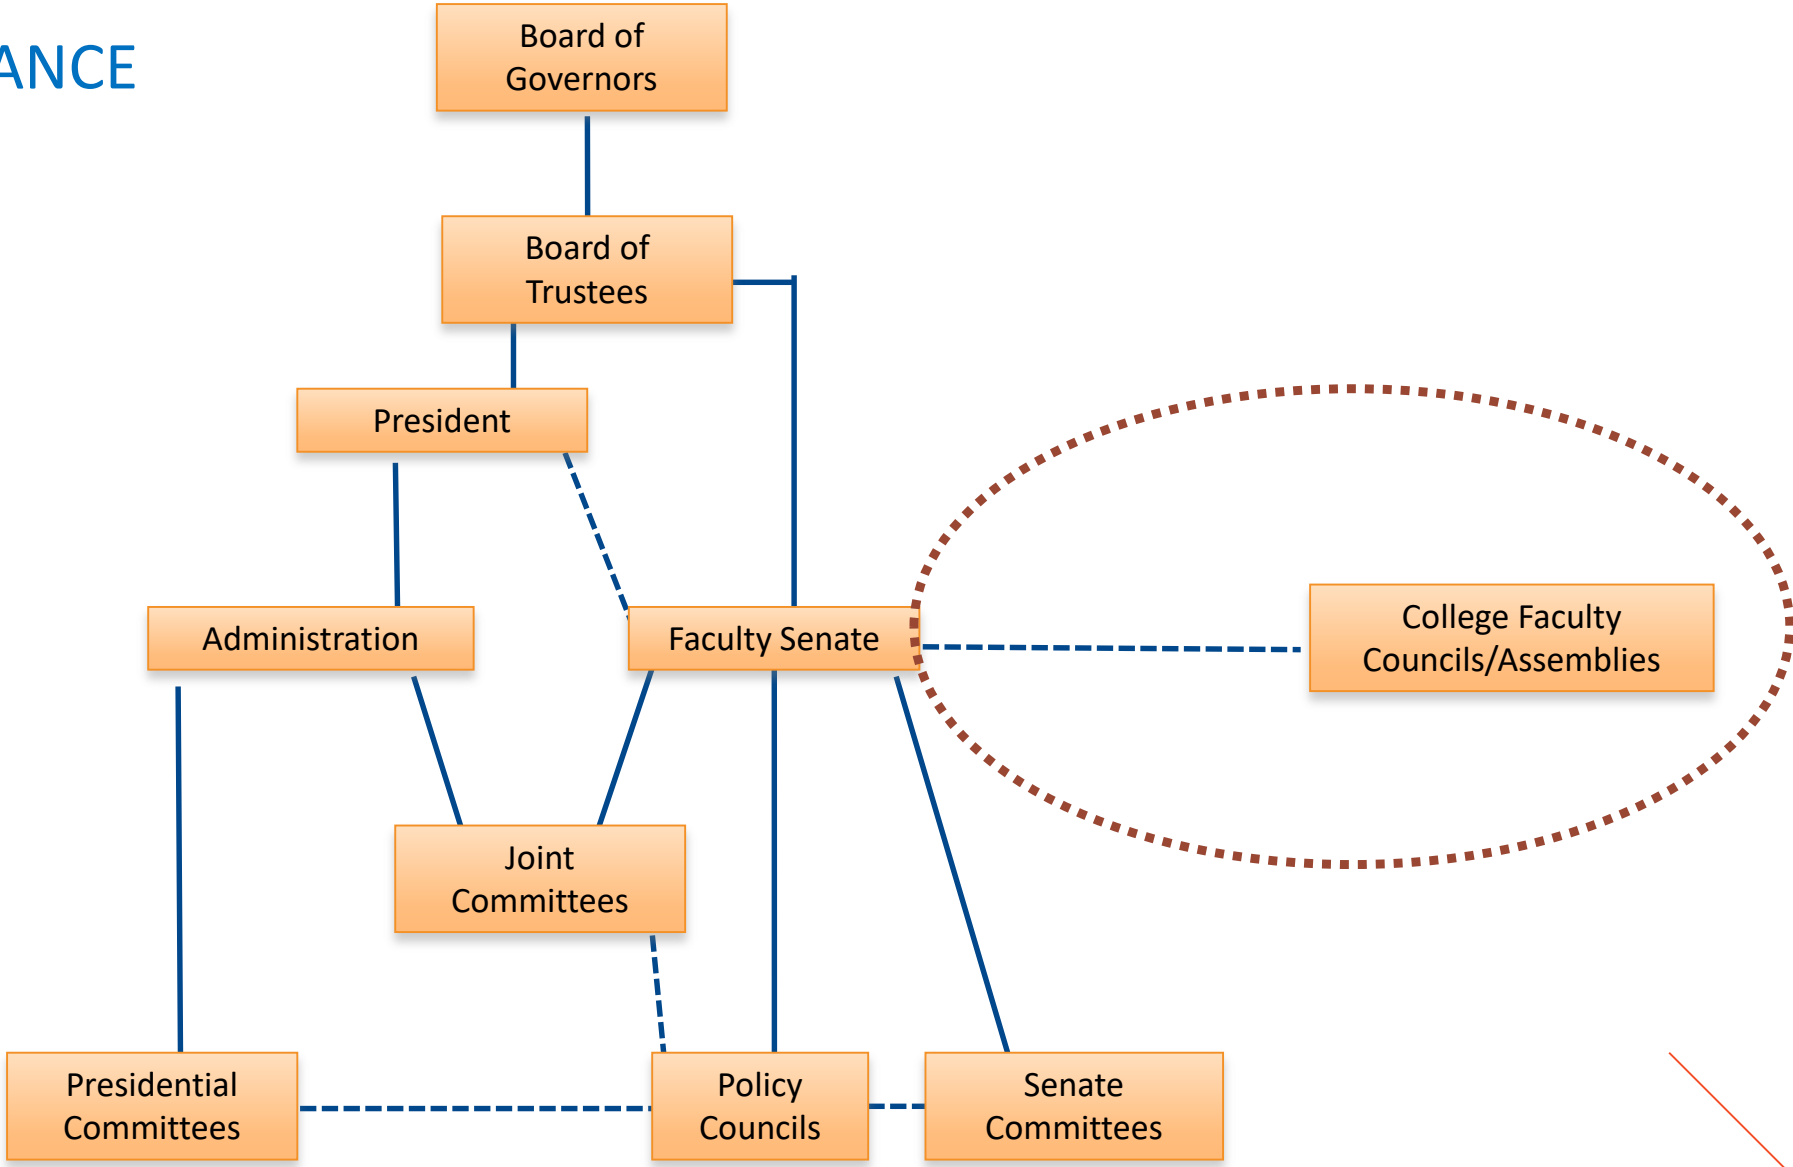 ANCE
Board of
Governors
Board of
Trustees
President
Administration
Faculty Senate
College Faculty
Councils/Assemblies
Joint
Committees
Presidential
Committees
Policy
Councils
Senate
Committees